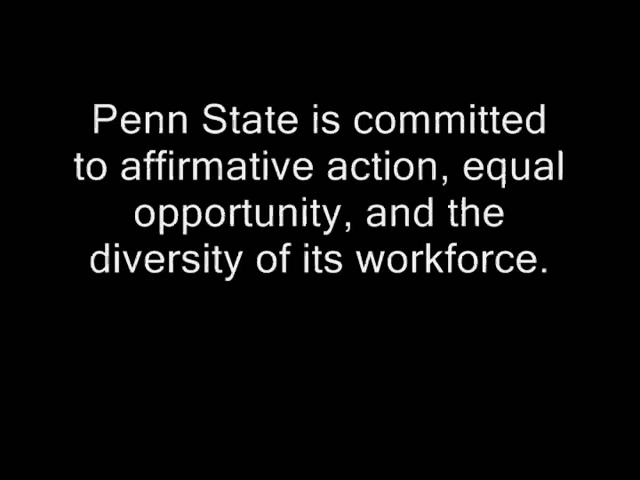 Penn State is committed
to affirmative action, equal
opportunity, and the
diversity of its workforce.